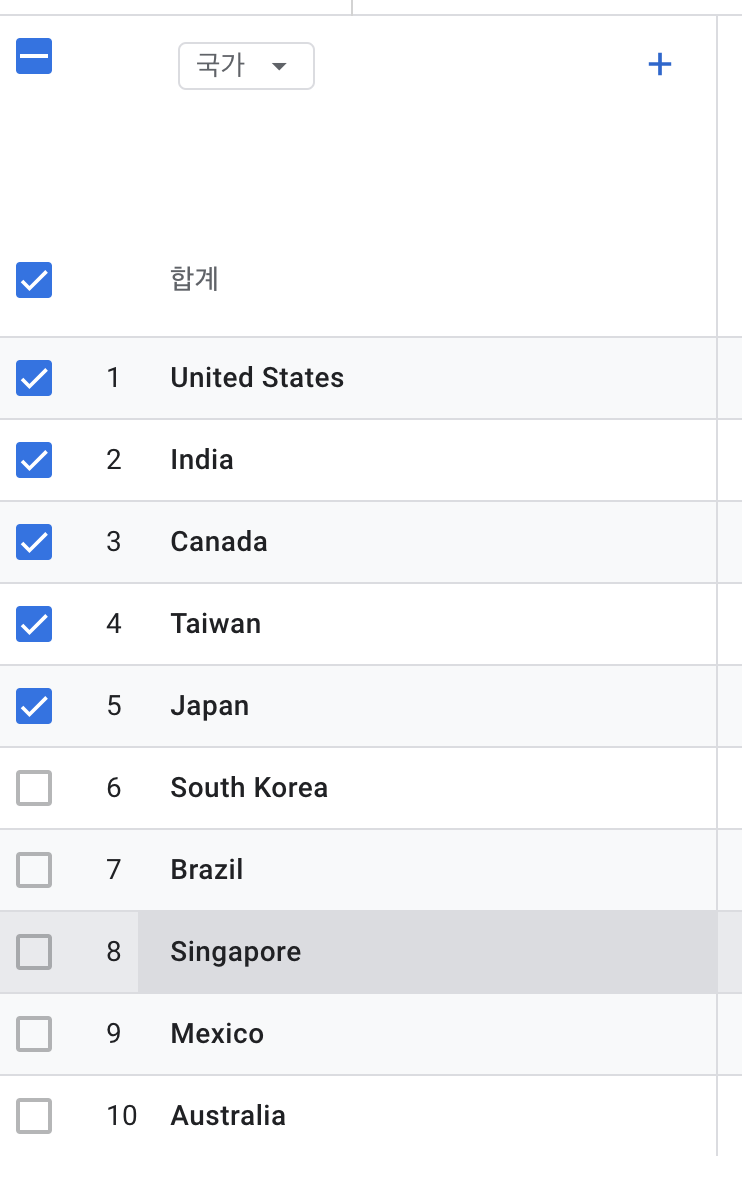 국가
합계
1 United States
2 India
3 Canada
4 Taiwan
5 Japan
6 South Korea
7 Brazil
8 Singapore
9 Mexico
10 Australia